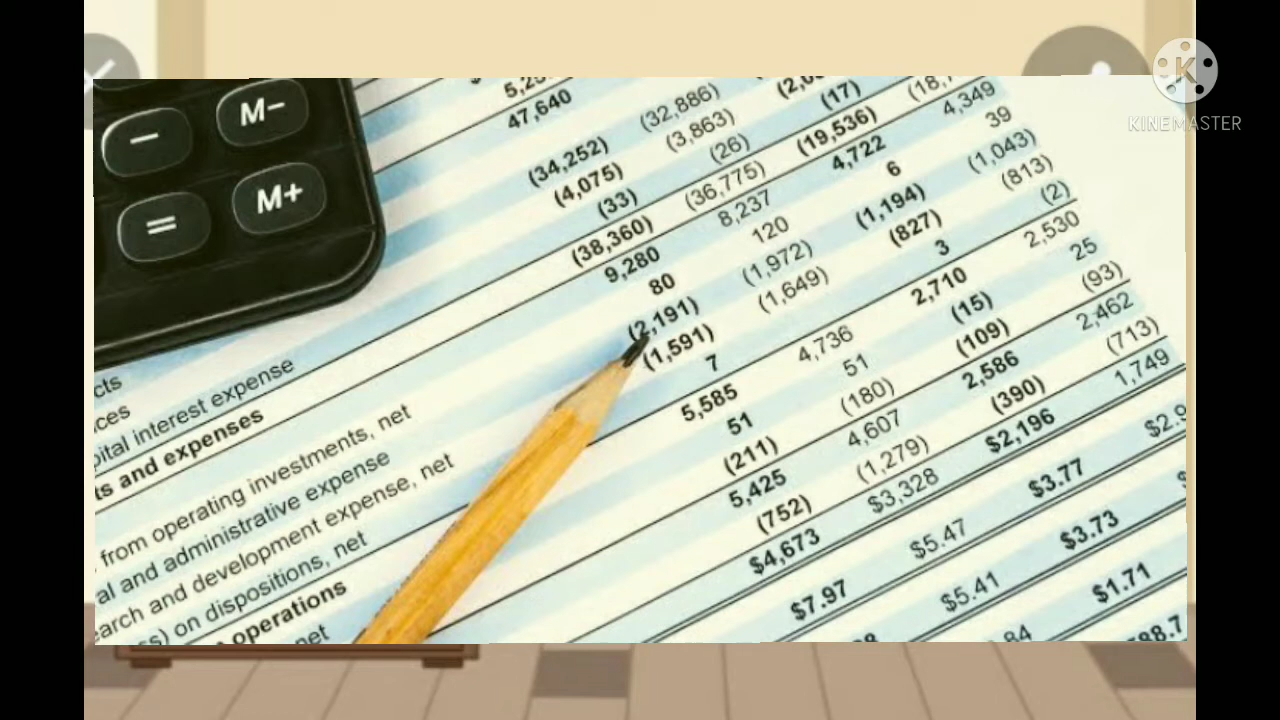 KINEMASTER
M−
−
M+
=
47,640
(34,252) (32,886)
(4,075) (3,863)
interest expense (33) (26) (17)
and expenses (38,360) (36,775) (19,536)
9,280 8,237 4,722 4,349
from operating investments, net 80 120 6 39
and administrative expense (2,191) (1,972) (1,194) (1,043)
and development expense, net (1,591) (1,649) (827) (813)
on dispositions, net 7 3 (2)
operations 5,585 4,736 2,710 2,530
net 51 51 (15) 25
(211) (180) (109) (93)
5,425 4,607 2,586 2,462
(752) (1,279) (390) (713)
$4,673 $3,328 $2,196 1,749
$7.97 $5.47 $3.77
$5.41 $3.73
$1.71